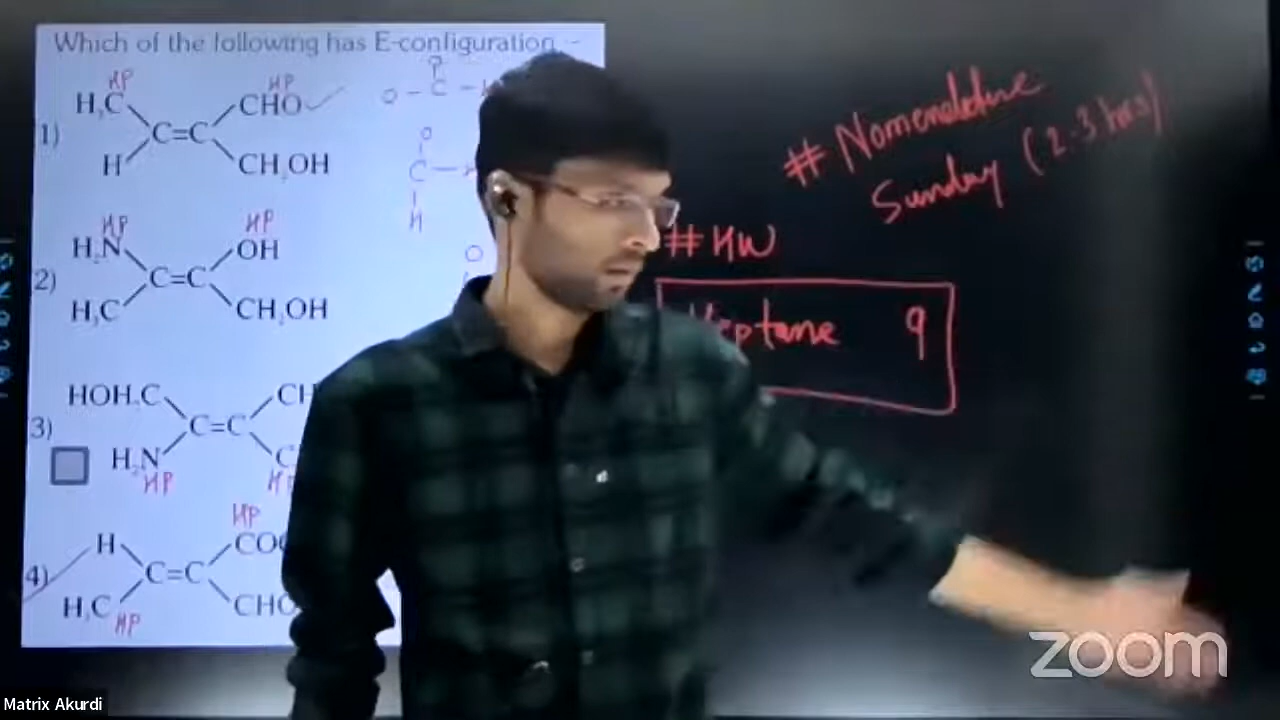 Which of the following has E-configuration
HP HP
H₃C CHO
1) C=C
H CH₂OH
HP HP
H₂N OH
2) C=C
H₃C CH₂OH
HOH₂C
3) C=C
H₂N
HP HP
HP
H
4) C=C
H₃C CHO
HP
O
O - C -
O
C -
H
O
# Nomenclature
Sunday (2-3 hrs)
# HW
Heptane 9
zoom
Matrix Akurdi